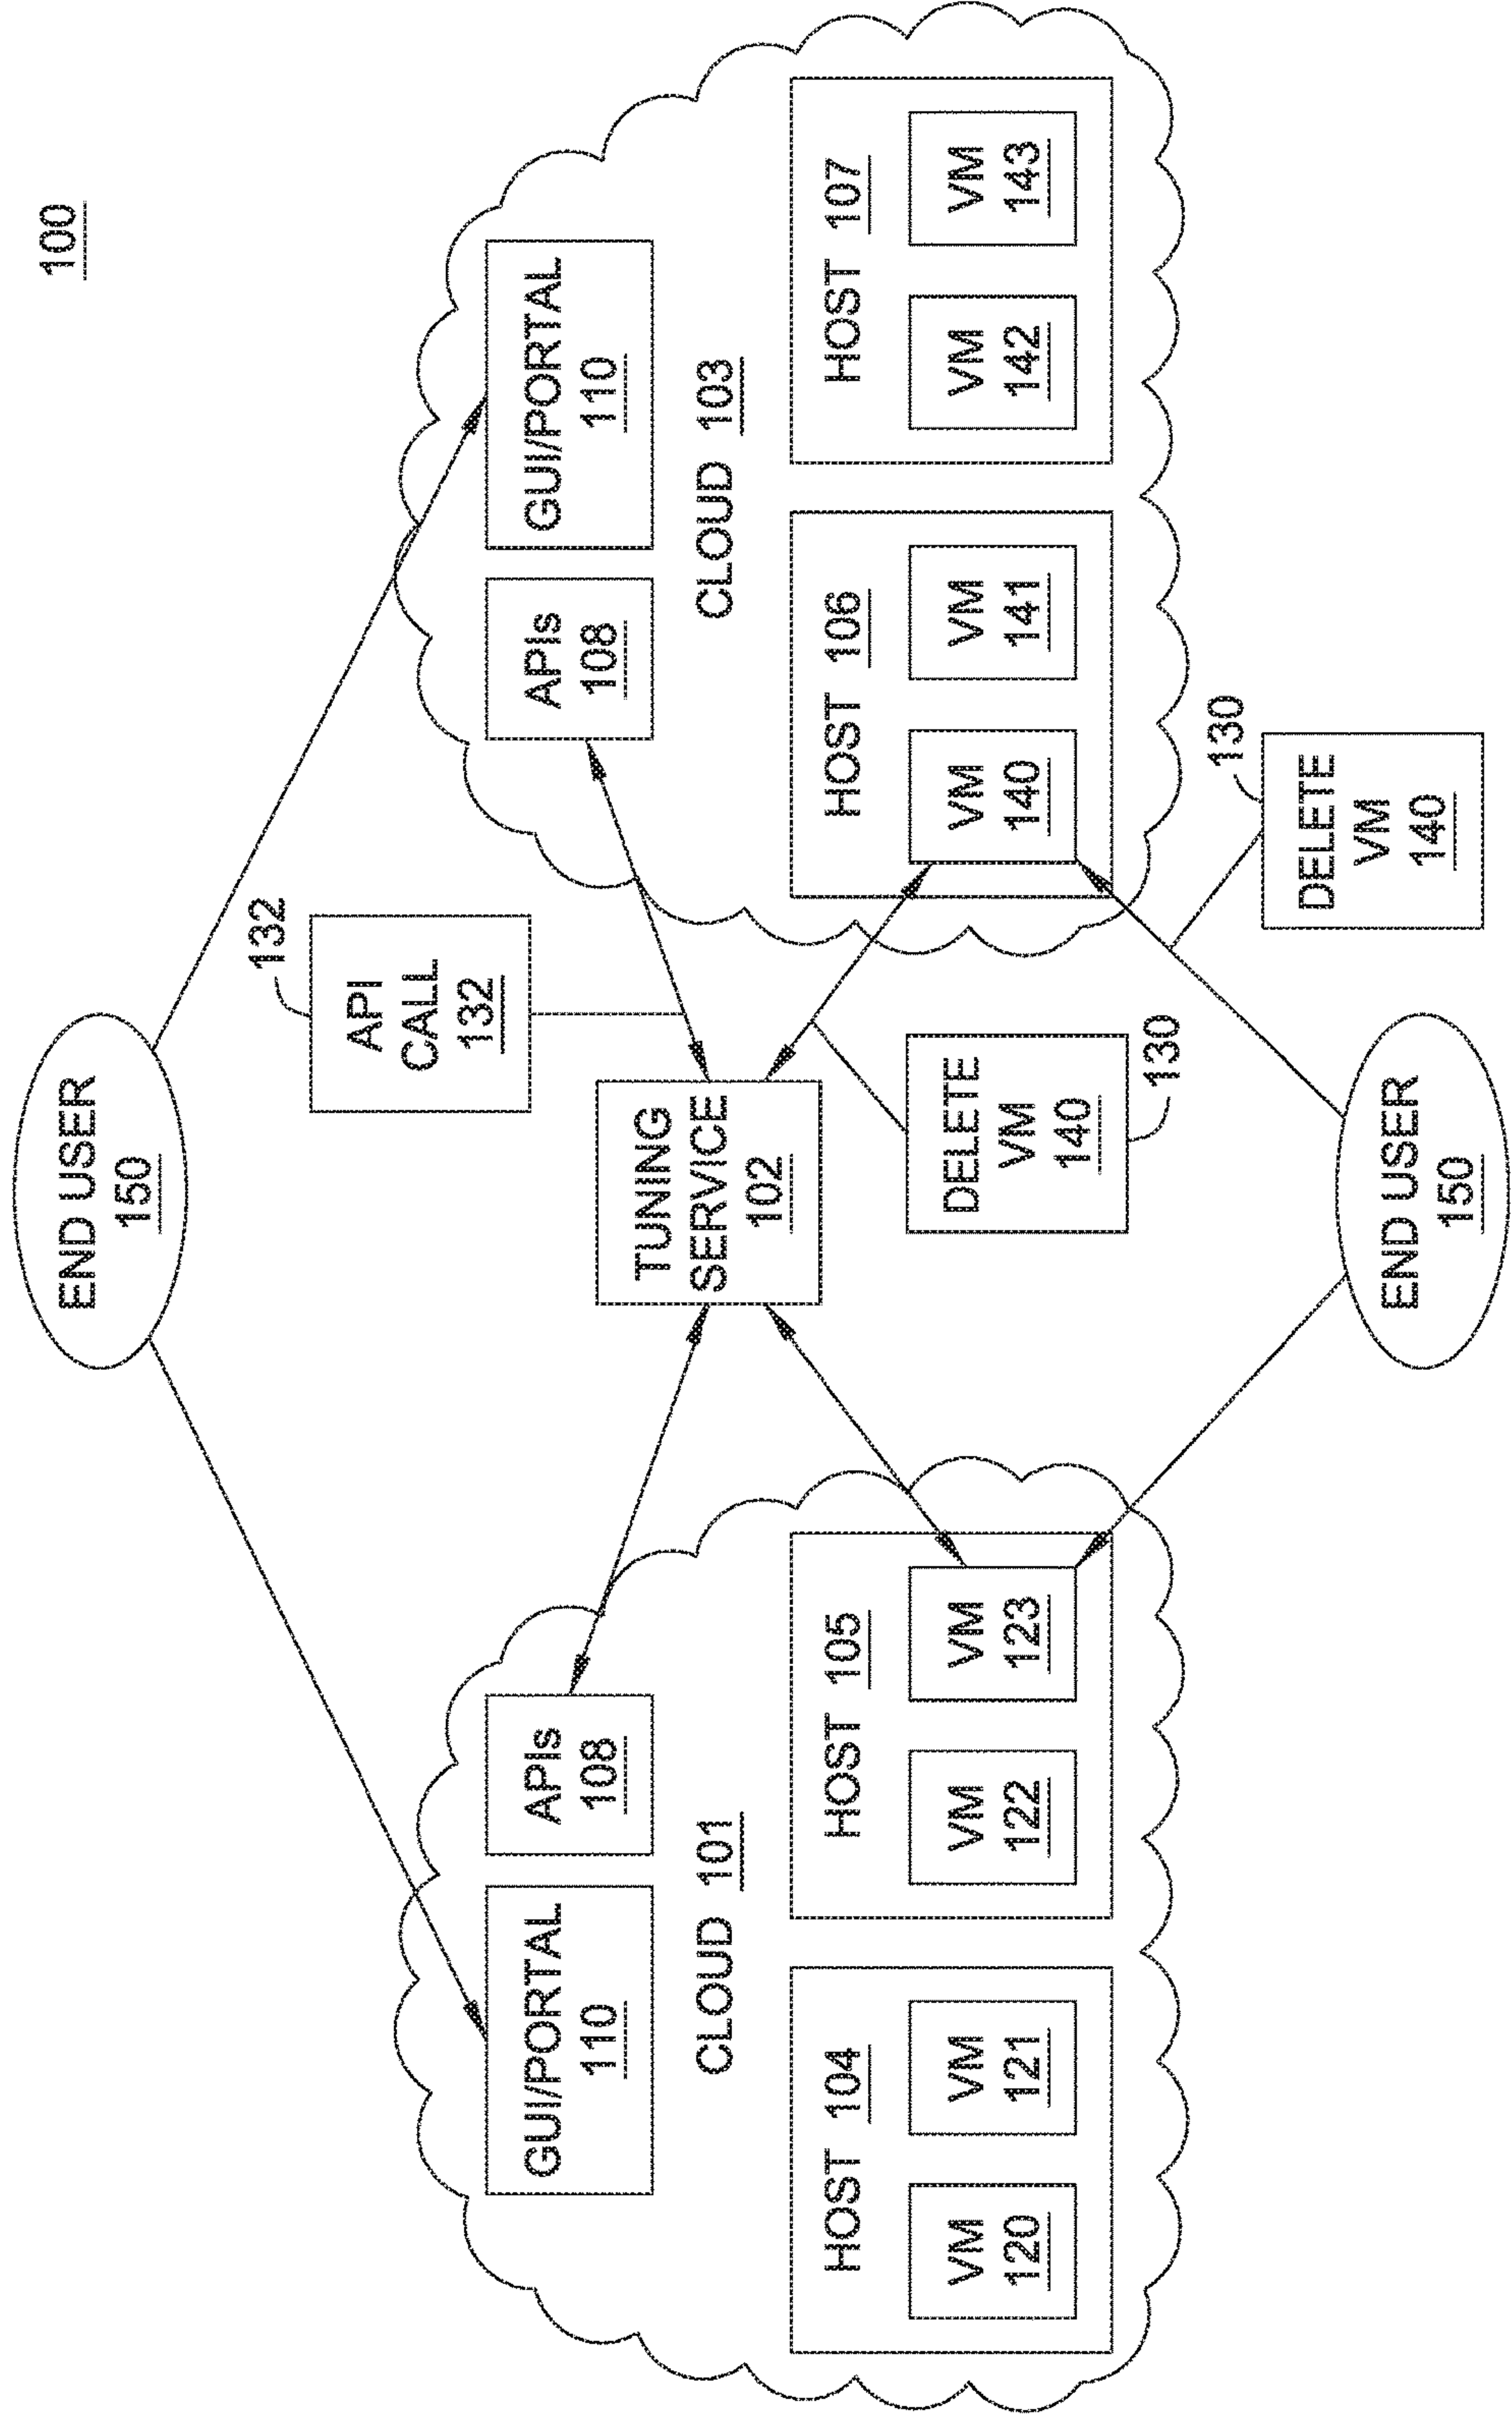 100
END USER
150
132
API
CALL
132
GUI/PORTAL
110
APIs
108
APIs
108
GUI/PORTAL
110
TUNING
SERVICE
102
CLOUD 101
CLOUD 103
HOST 104
VM
120
VM
121
HOST 105
VM
122
VM
123
HOST 106
VM
140
VM
141
HOST 107
VM
142
VM
143
DELETE
VM
140
130
130
DELETE
VM
140
END USER
150